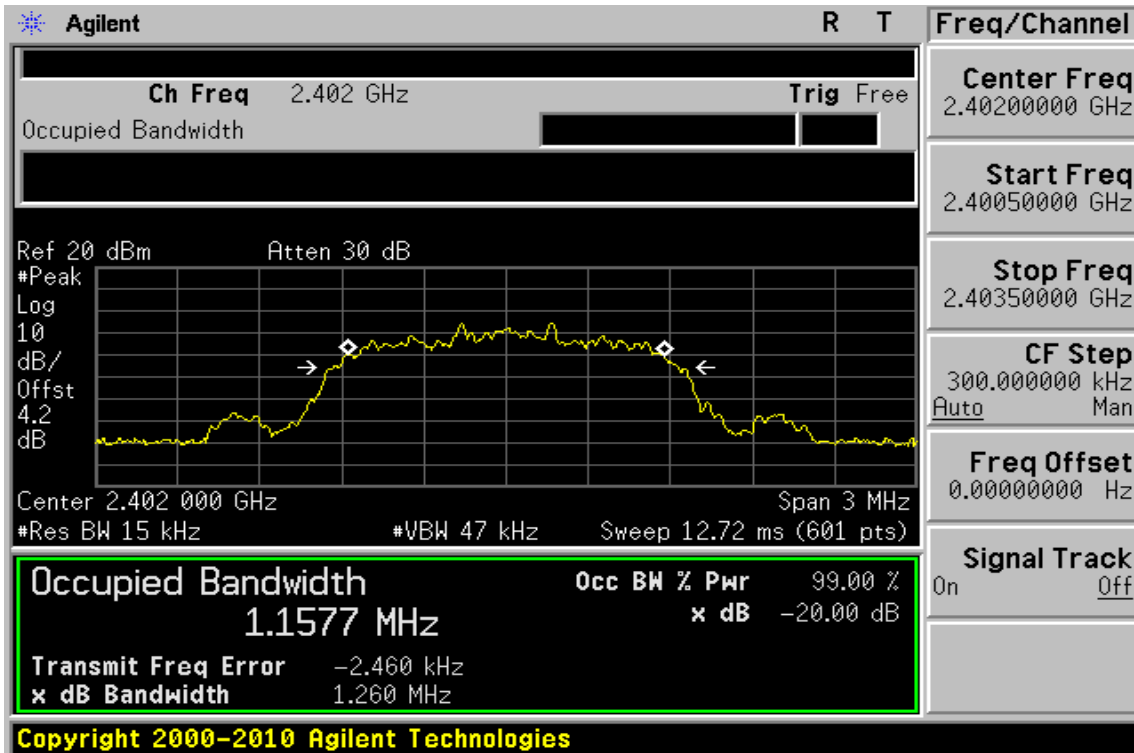 Agilent R T
Ch Freq 2.402 GHz Trig Free
Occupied Bandwidth
Ref 20 dBm Atten 30 dB
#Peak
Log
10
dB/
Offst
4.2
dB
Center 2.402 000 GHz Span 3 MHz
#Res BW 15 kHz #VBW 47 kHz Sweep 12.72 ms (601 pts)
Occupied Bandwidth
1.1577 MHz
Occ BW % Pwr 99.00 %
x dB -20.00 dB
Transmit Freq Error -2.460 kHz
x dB Bandwidth 1.260 MHz
Copyright 2000-2010 Agilent Technologies
Freq/Channel
Center Freq
2.40200000 GHz
Start Freq
2.40050000 GHz
Stop Freq
2.40350000 GHz
CF Step
300.000000 kHz
Auto Man
Freq Offset
0.00000000 Hz
Signal Track
On Off